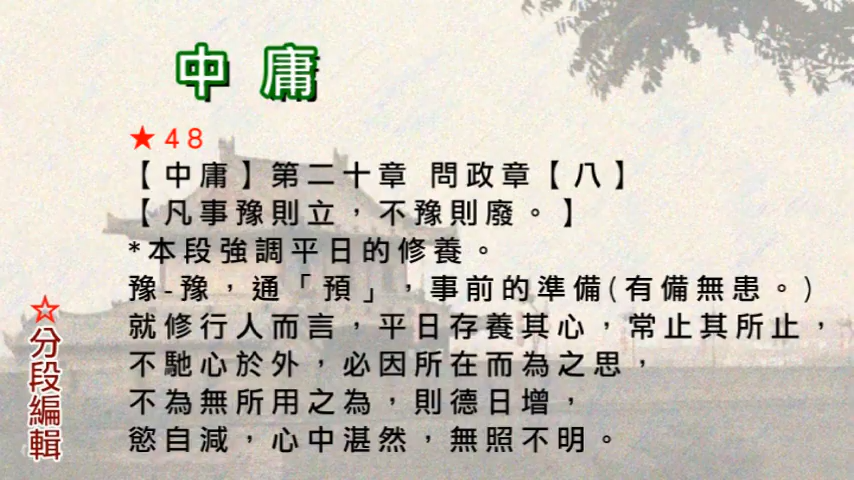 中庸
★48
【中庸】第二十章 問政章【八】
【凡事豫則立，不豫則廢。】
*本段強調平日的修養。
豫-豫，通「預」，事前的準備(有備無患。)
就修行人而言，平日存養其心，常止其所止，
不馳心於外，必因所在而為之思，
不為無所用之為，則德日增，
慾自減，心中湛然，無照不明。
☆分段編輯